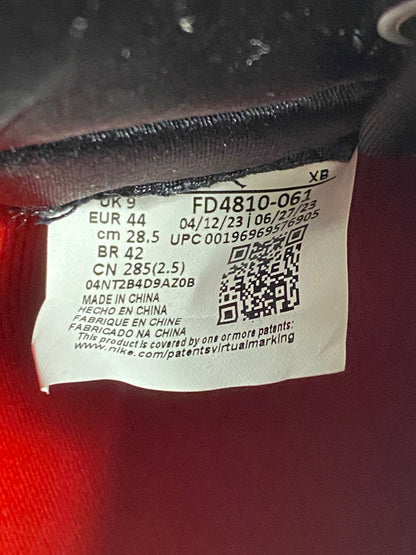 XB
UK 9 FD4810-061
EUR 44 04/12/23 | 06/27/23
cm 28.5 UPC 00196969576905
BR 42
CN 285(2.5)
04NT2B4D9AZ0B
MADE IN CHINA
HECHO EN CHINA
FABRIQUE EN CHINE
FABRICADO NA CHINA
This product is covered by one or more patents:
www.nike.com/patentsvirtualmarking